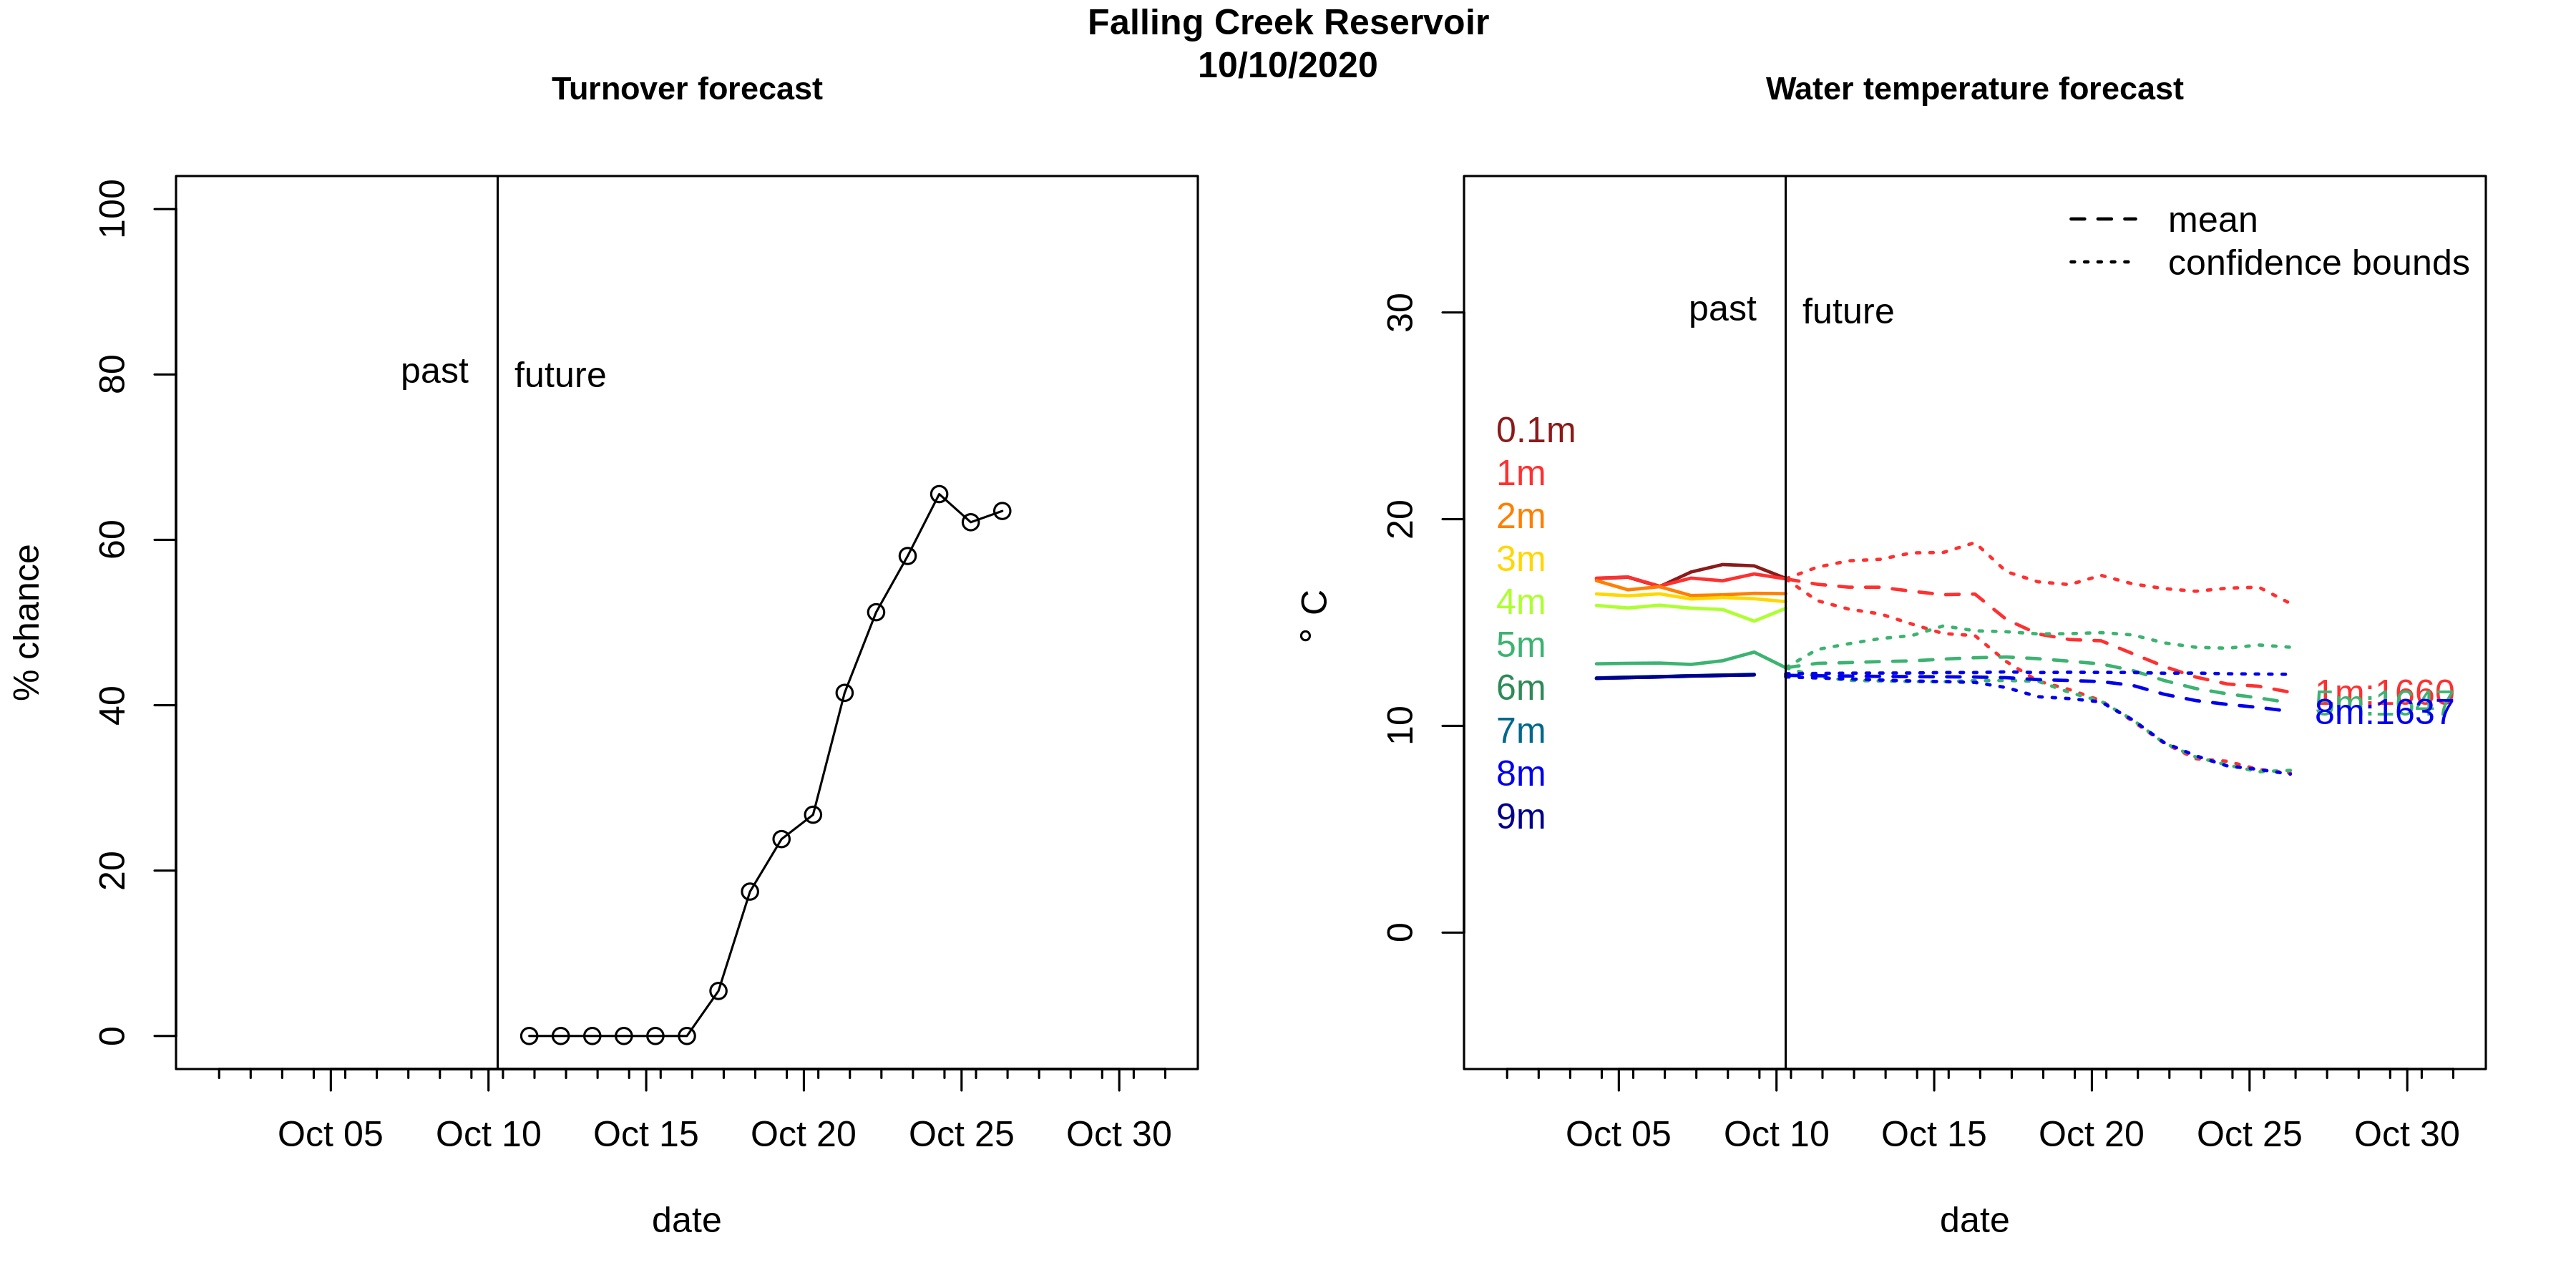 Falling Creek Reservoir
10/10/2020
Turnover forecast
% chance
100
80
60
40
20
0
past
future
Oct 05
Oct 10
Oct 15
Oct 20
Oct 25
Oct 30
date
Water temperature forecast
° C
30
20
10
0
mean
confidence bounds
past
future
0.1m
1m
2m
3m
4m
5m
6m
7m
8m
9m
1m:1660
8m:1637
Oct 05
Oct 10
Oct 15
Oct 20
Oct 25
Oct 30
date